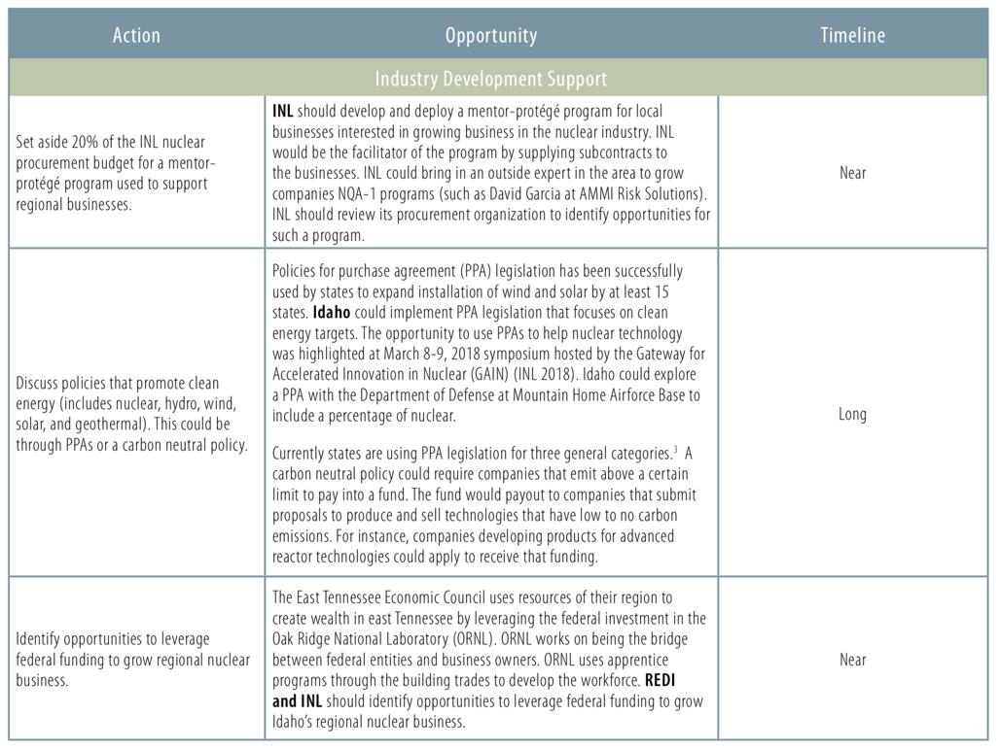 Action
Opportunity
Timeline
Industry Development Support
Set aside 20% of the INL nuclear
procurement budget for a mentor-
protégé program used to support
regional businesses.
INL should develop and deploy a mentor-protégé program for local
businesses interested in growing business in the nuclear industry. INL
would be the facilitator of the program by supplying subcontracts to
the businesses. INL could bring in an outside expert in the area to grow
companies NQA-1 programs (such as David Garcia at AMMI Risk Solutions).
INL should review its procurement organization to identify opportunities for
such a program.
Near
Discuss policies that promote clean
energy (includes nuclear, hydro, wind,
solar, and geothermal). This could be
through PPAs or a carbon neutral policy.
Policies for purchase agreement (PPA) legislation has been successfully
used by states to expand installation of wind and solar by at least 15
states. Idaho could implement PPA legislation that focuses on clean
energy targets. The opportunity to use PPAs to help nuclear technology
was highlighted at March 8-9, 2018 symposium hosted by the Gateway for
Accelerated Innovation in Nuclear (GAIN) (INL 2018). Idaho could explore
a PPA with the Department of Defense at Mountain Home Airforce Base to
include a percentage of nuclear.
Currently states are using PPA legislation for three general categories.³ A
carbon neutral policy could require companies that emit above a certain
limit to pay into a fund. The fund would payout to companies that submit
proposals to produce and sell technologies that have low to no carbon
emissions. For instance, companies developing products for advanced
reactor technologies could apply to receive that funding.
Long
Identify opportunities to leverage
federal funding to grow regional nuclear
business.
The East Tennessee Economic Council uses resources of their region to
create wealth in east Tennessee by leveraging the federal investment in the
Oak Ridge National Laboratory (ORNL). ORNL works on being the bridge
between federal entities and business owners. ORNL uses apprentice
programs through the building trades to develop the workforce. REDI
and INL should identify opportunities to leverage federal funding to grow
Idaho's regional nuclear business.
Near